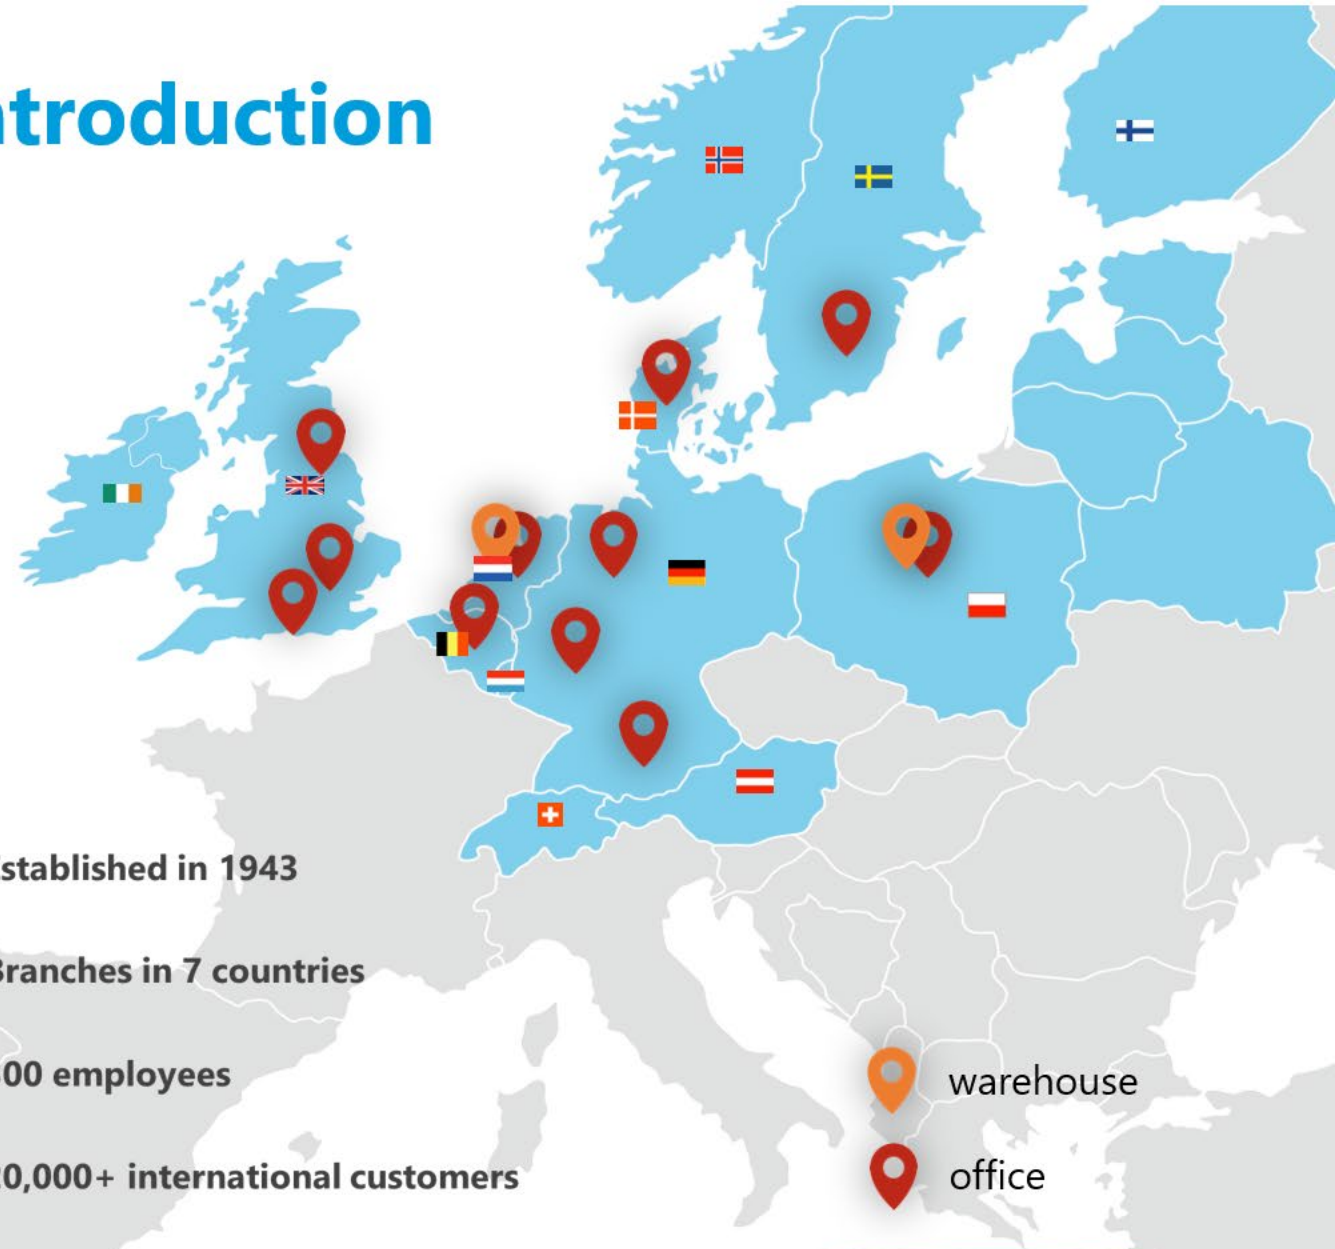 ntroduction
stablished in 1943
Branches in 7 countries
00 employees
0,000+ international customers
warehouse
office